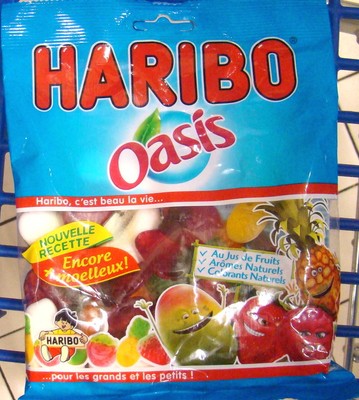 HARIBO
Oasis
Haribo, c'est beau la vie...
NOUVELLE
RECETTE
Encore
+ moelleux!
✓ Au Jus de Fruits
✓ Arômes Naturels
✓ Colorants Naturels
HARIBO
...pour les grands et les petits !